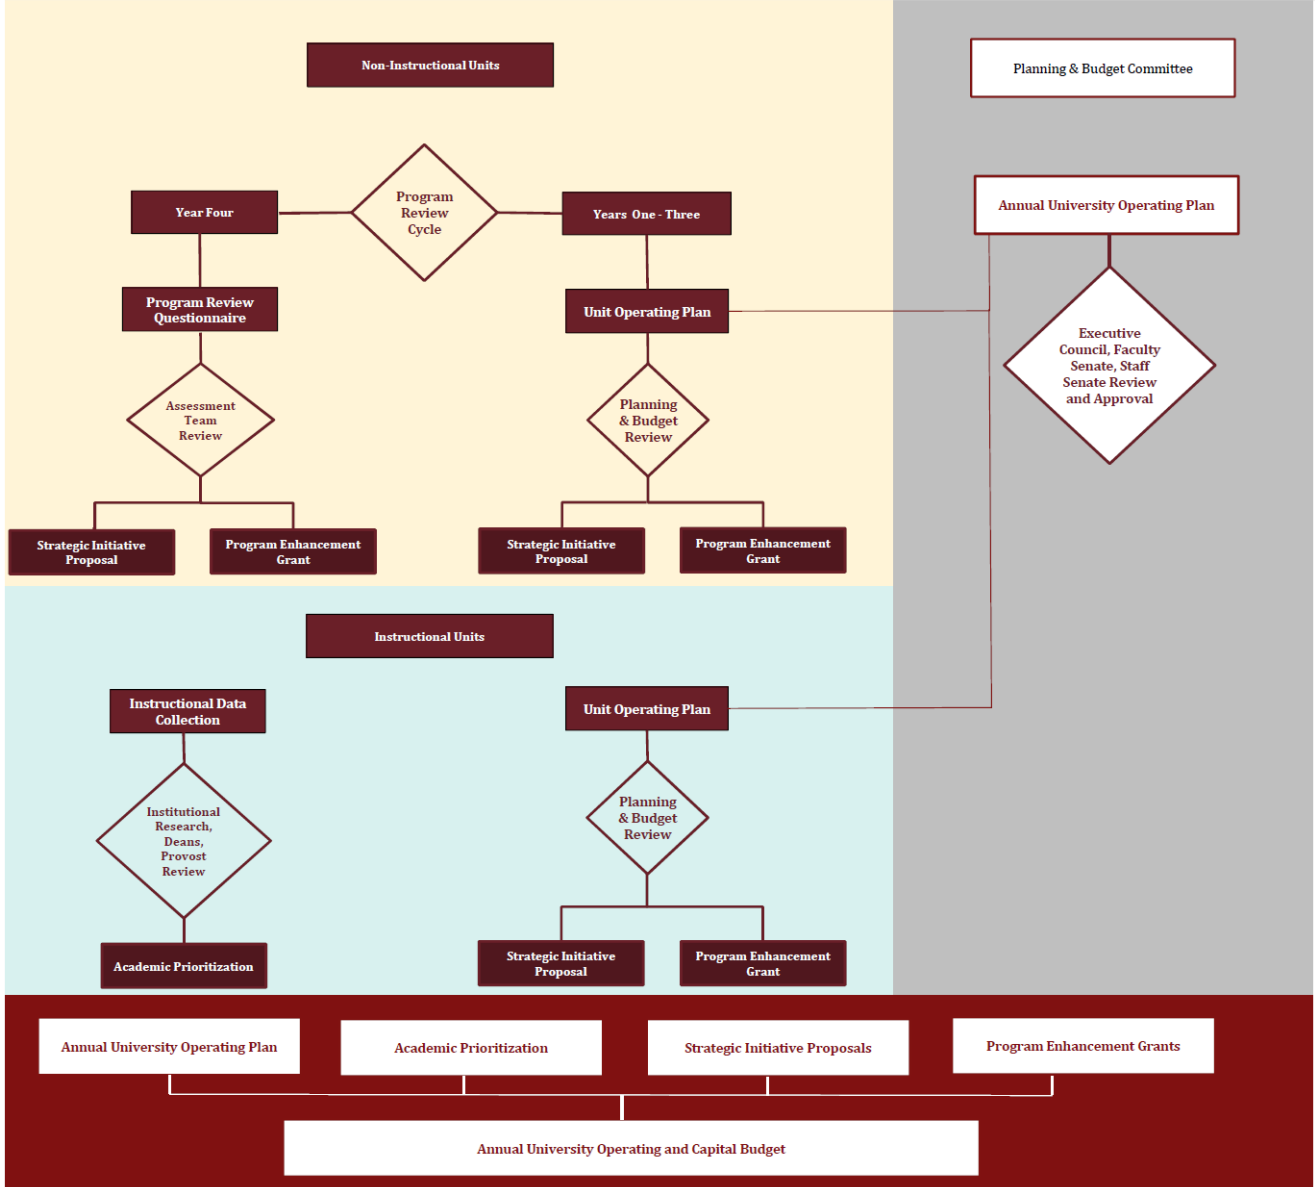 Non-Instructional Units
Planning & Budget Committee
Program
Review
Cycle
Year Four
Years One - Three
Annual University Operating Plan
Program Review
Questionnaire
Unit Operating Plan
Executive
Council, Faculty
Senate, Staff
Senate Review
and Approval
Assessment
Team
Review
Planning
& Budget
Review
Strategic Initiative
Proposal
Program Enhancement
Grant
Strategic Initiative
Proposal
Program Enhancement
Grant
Instructional Units
Instructional Data
Collection
Unit Operating Plan
Institutional
Research,
Deans,
Provost
Review
Planning
& Budget
Review
Academic Prioritization
Strategic Initiative
Proposal
Program Enhancement
Grant
Annual University Operating Plan
Academic Prioritization
Strategic Initiative Proposals
Program Enhancement Grants
Annual University Operating and Capital Budget